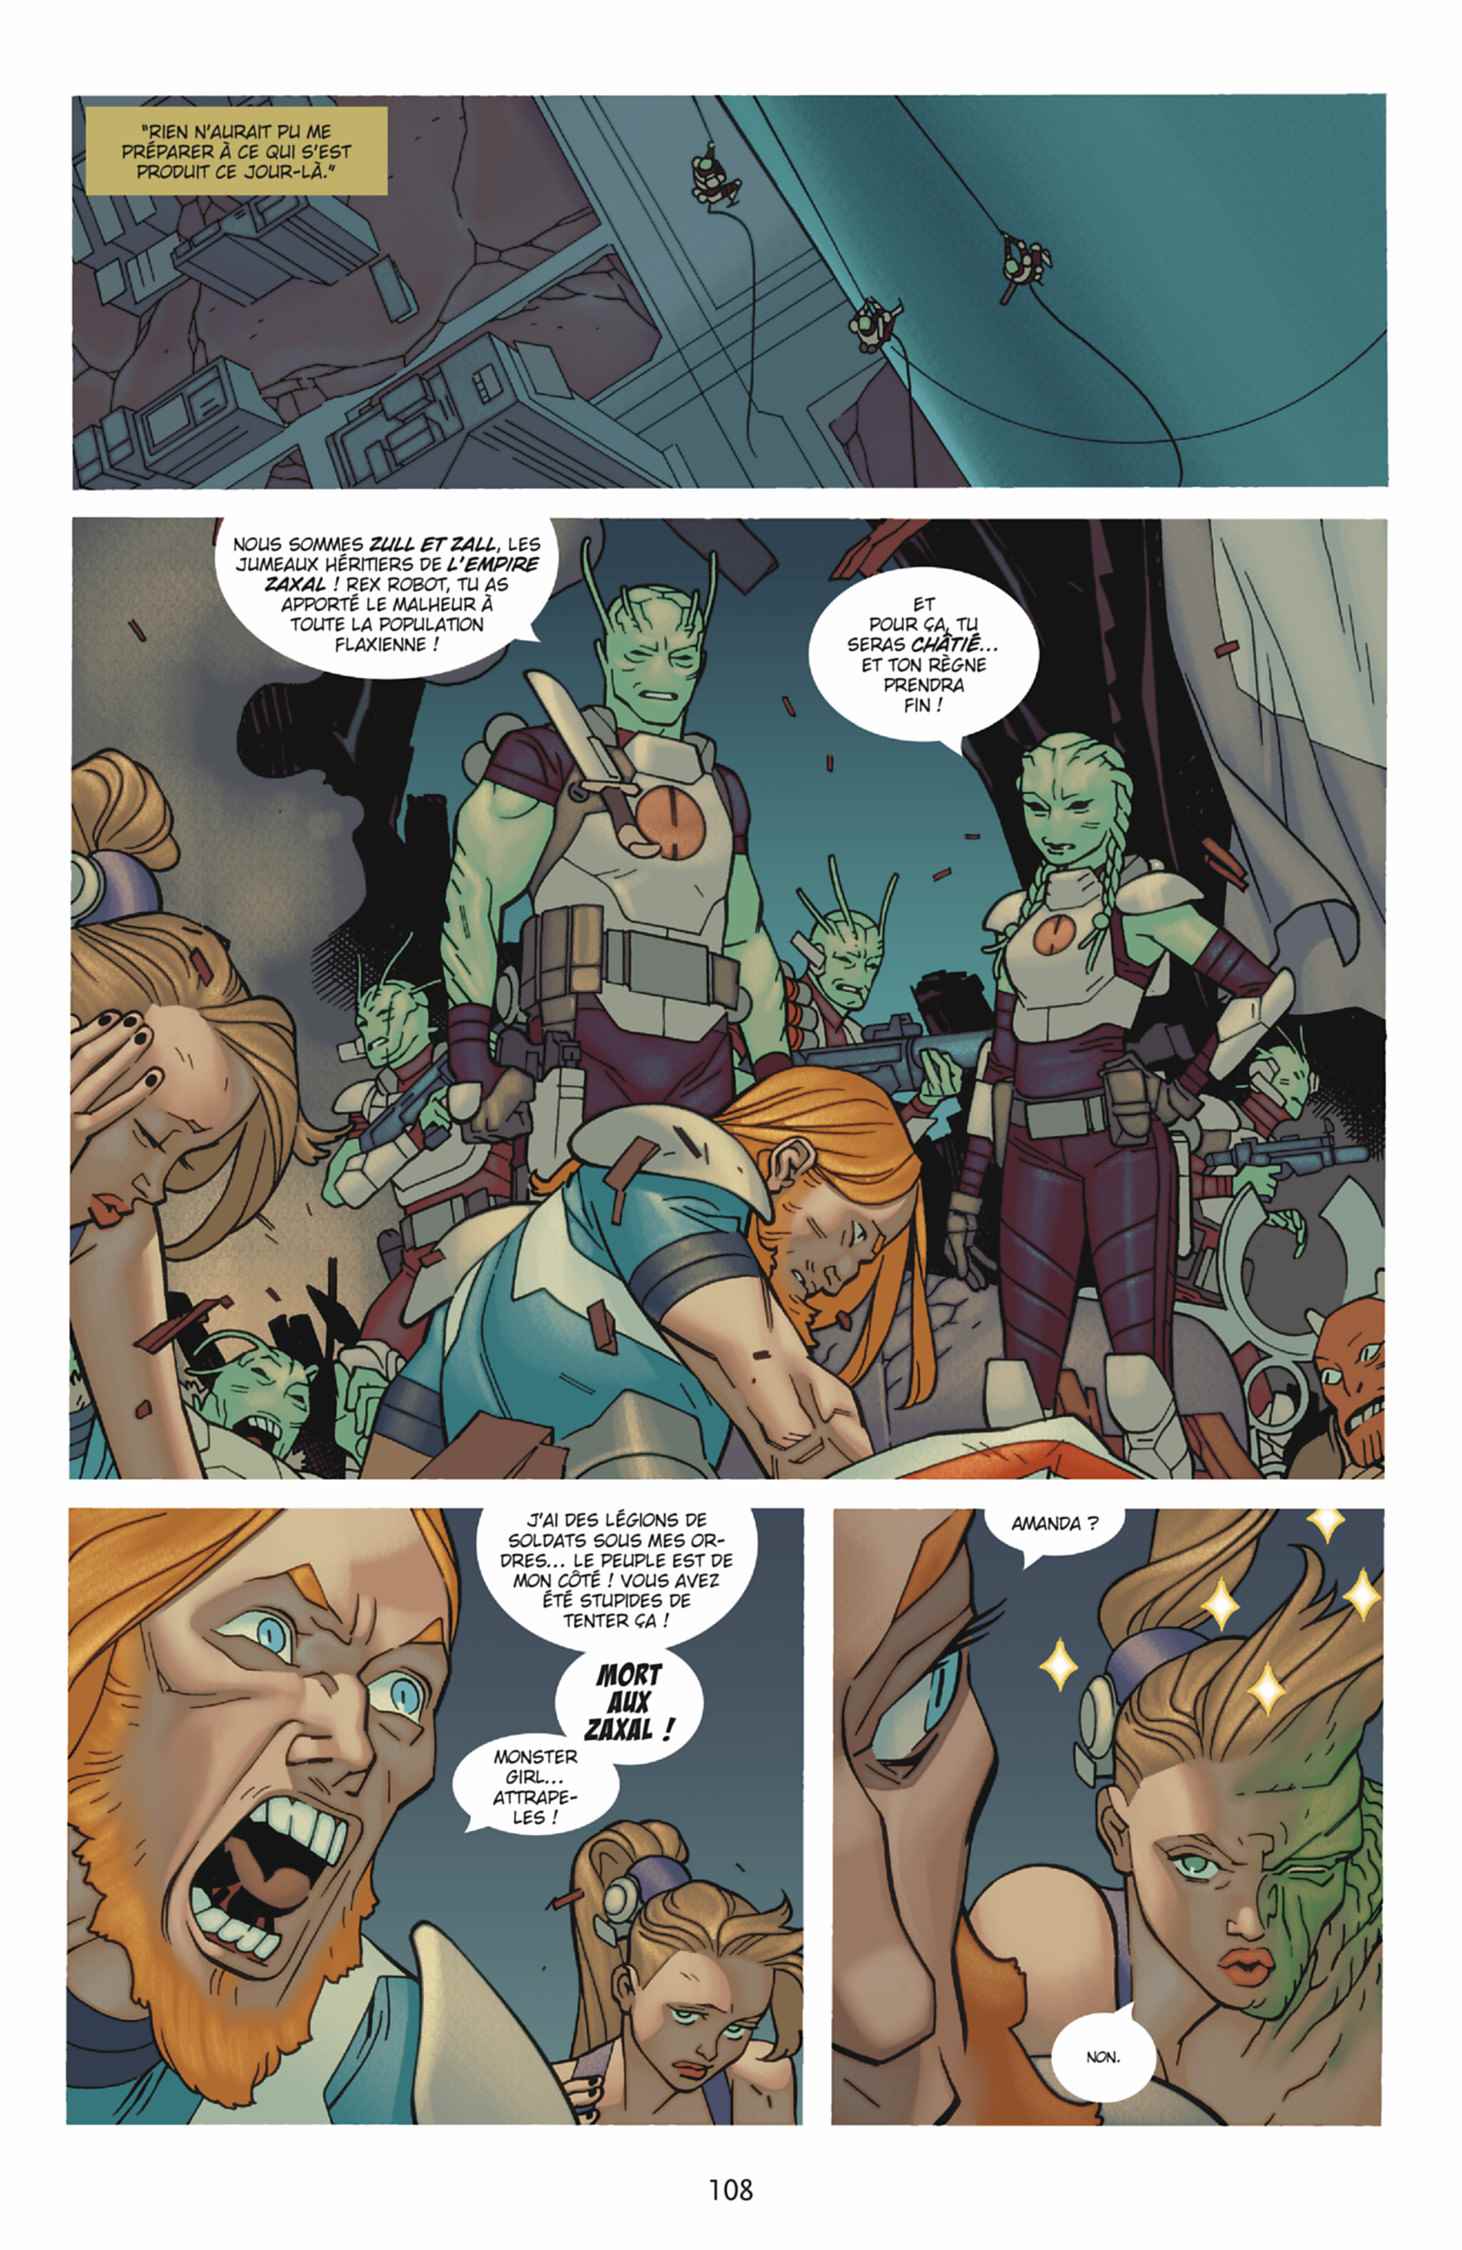 "RIEN N'AURAIT PU ME
PRÉPARER À CE QUI S'EST
PRODUIT CE JOUR-LÀ."
NOUS SOMMES ZULL ET ZALL, LES
JUMEAUX HÉRITIERS DE L'EMPIRE
ZAXAL ! REX ROBOT, TU AS
APPORTÉ LE MALHEUR À
TOUTE LA POPULATION
FLAXIENNE !
ET
POUR ÇA, TU
SERAS CHÂTIÉ...
ET TON RÈGNE
PRENDRA
FIN !
J'AI DES LÉGIONS DE
SOLDATS SOUS MES OR-
DRES... LE PEUPLE EST DE
MON CÔTÉ ! VOUS AVEZ
ÉTÉ STUPIDES DE
TENTER ÇA !
MORT
AUX
ZAXAL !
MONSTER
GIRL...
ATTRAPE-
LES !
AMANDA ?
NON.
108